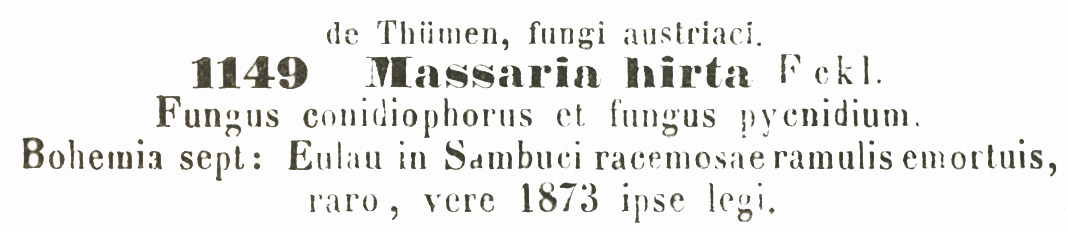 de Thümen, fungi austriaci.
1149 Massaria hirta Fckl.
Fungus conidiophorus et fungus pycnidium.
Bohemia sept: Eulau in Sambuci racemosae ramulis emortuis,
raro, vere 1873 ipse legi.